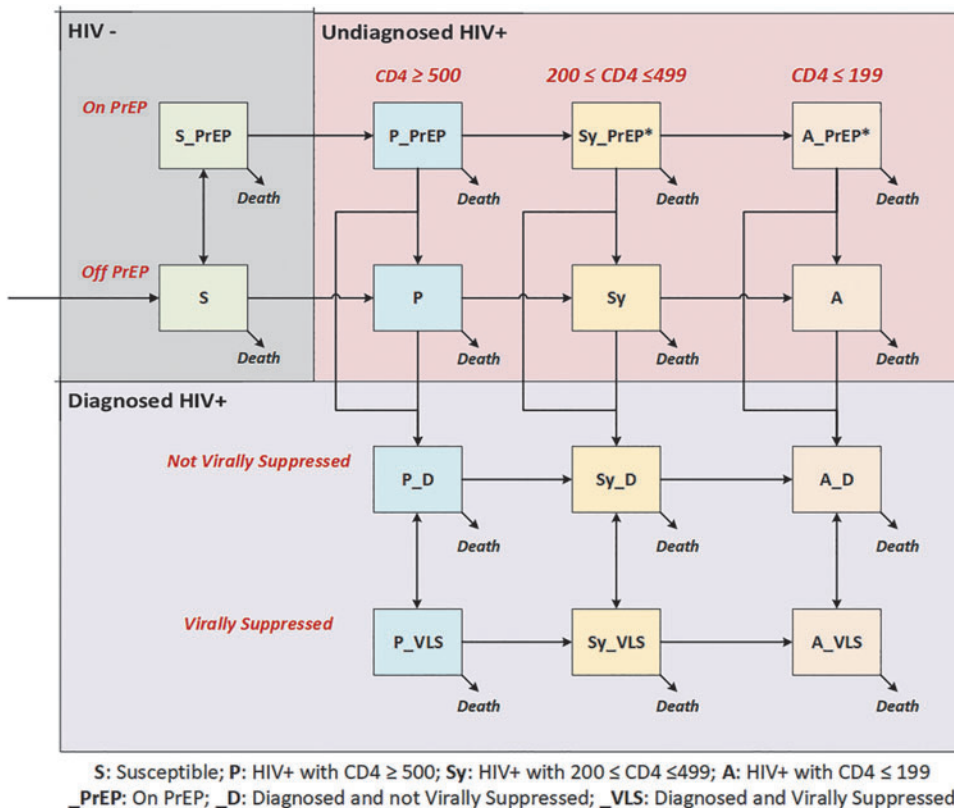 HIV -
Undiagnosed HIV+
CD4 ≥ 500
200 ≤ CD4 ≤499
CD4 ≤ 199
On PrEP
S_PrEP
P_PrEP
Sy_PrEP*
A_PrEP*
Death
Death
Death
Death
Off PrEP
S
P
Sy
A
Death
Death
Death
Death
Diagnosed HIV+
Not Virally Suppressed
P_D
Sy_D
A_D
Death
Death
Death
Virally Suppressed
P_VLS
Sy_VLS
A_VLS
Death
Death
Death
S: Susceptible; P: HIV+ with CD4 ≥ 500; Sy: HIV+ with 200 ≤ CD4 ≤499; A: HIV+ with CD4 ≤ 199
_PrEP: On PrEP; _D: Diagnosed and not Virally Suppressed; _VLS: Diagnosed and Virally Suppressed